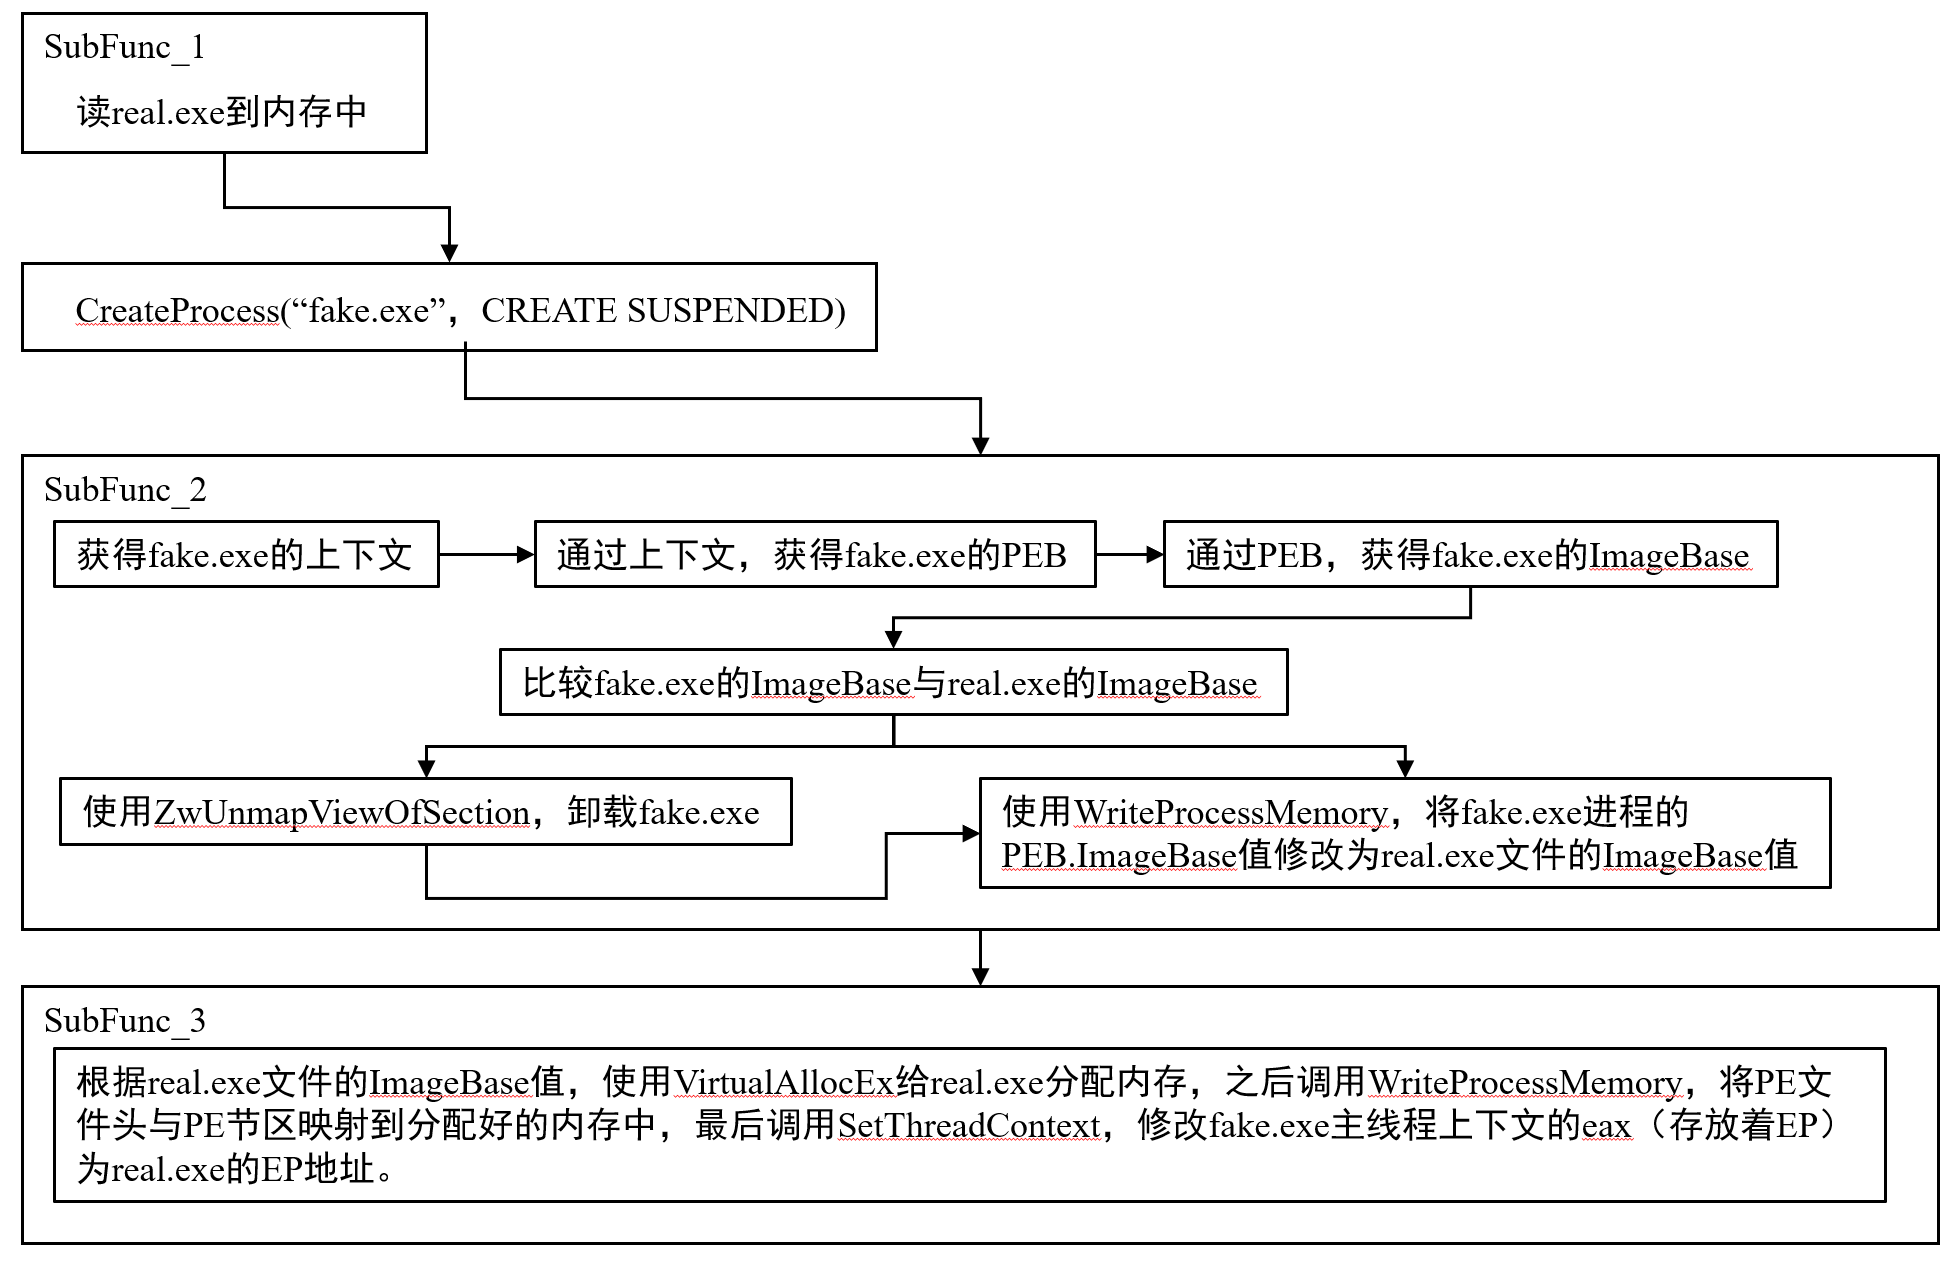 SubFunc_1
读real.exe到内存中
CreateProcess(“fake.exe”，CREATE SUSPENDED)
SubFunc_2
获得fake.exe的上下文
通过上下文，获得fake.exe的PEB
通过PEB，获得fake.exe的ImageBase
比较fake.exe的ImageBase与real.exe的ImageBase
使用ZwUnmapViewOfSection，卸载fake.exe
使用WriteProcessMemory，将fake.exe进程的
PEB.ImageBase值修改为real.exe文件的ImageBase值
SubFunc_3
根据real.exe文件的ImageBase值，使用VirtualAllocEx给real.exe分配内存，之后调用WriteProcessMemory，将PE文
件头与PE节区映射到分配好的内存中，最后调用SetThreadContext，修改fake.exe主线程上下文的eax（存放着EP）
为real.exe的EP地址。